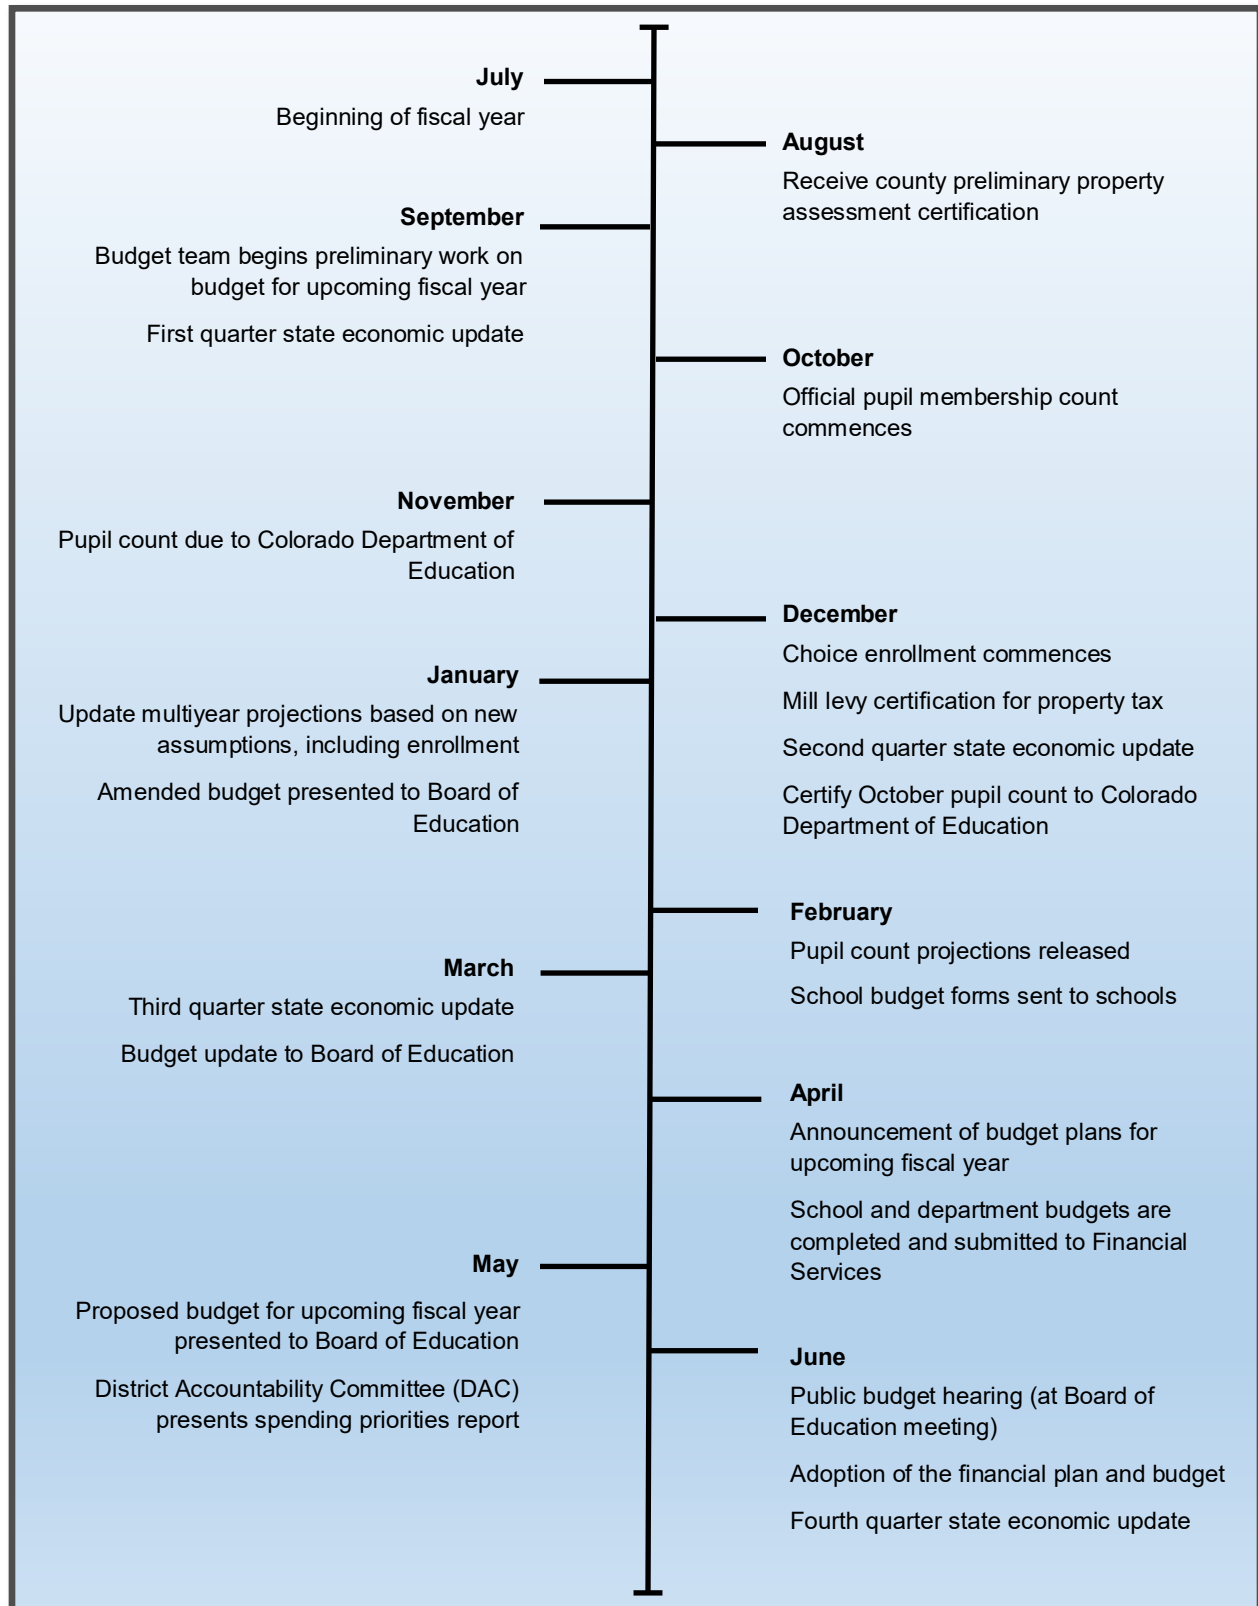 July
Beginning of fiscal year
August
Receive county preliminary property
assessment certification
September
Budget team begins preliminary work on
budget for upcoming fiscal year
First quarter state economic update
October
Official pupil membership count
commences
November
Pupil count due to Colorado Department of
Education
December
Choice enrollment commences
Mill levy certification for property tax
Second quarter state economic update
Certify October pupil count to Colorado
Department of Education
January
Update multiyear projections based on new
assumptions, including enrollment
Amended budget presented to Board of
Education
February
Pupil count projections released
School budget forms sent to schools
March
Third quarter state economic update
Budget update to Board of Education
April
Announcement of budget plans for
upcoming fiscal year
School and department budgets are
completed and submitted to Financial
Services
May
Proposed budget for upcoming fiscal year
presented to Board of Education
District Accountability Committee (DAC)
presents spending priorities report
June
Public budget hearing (at Board of
Education meeting)
Adoption of the financial plan and budget
Fourth quarter state economic update